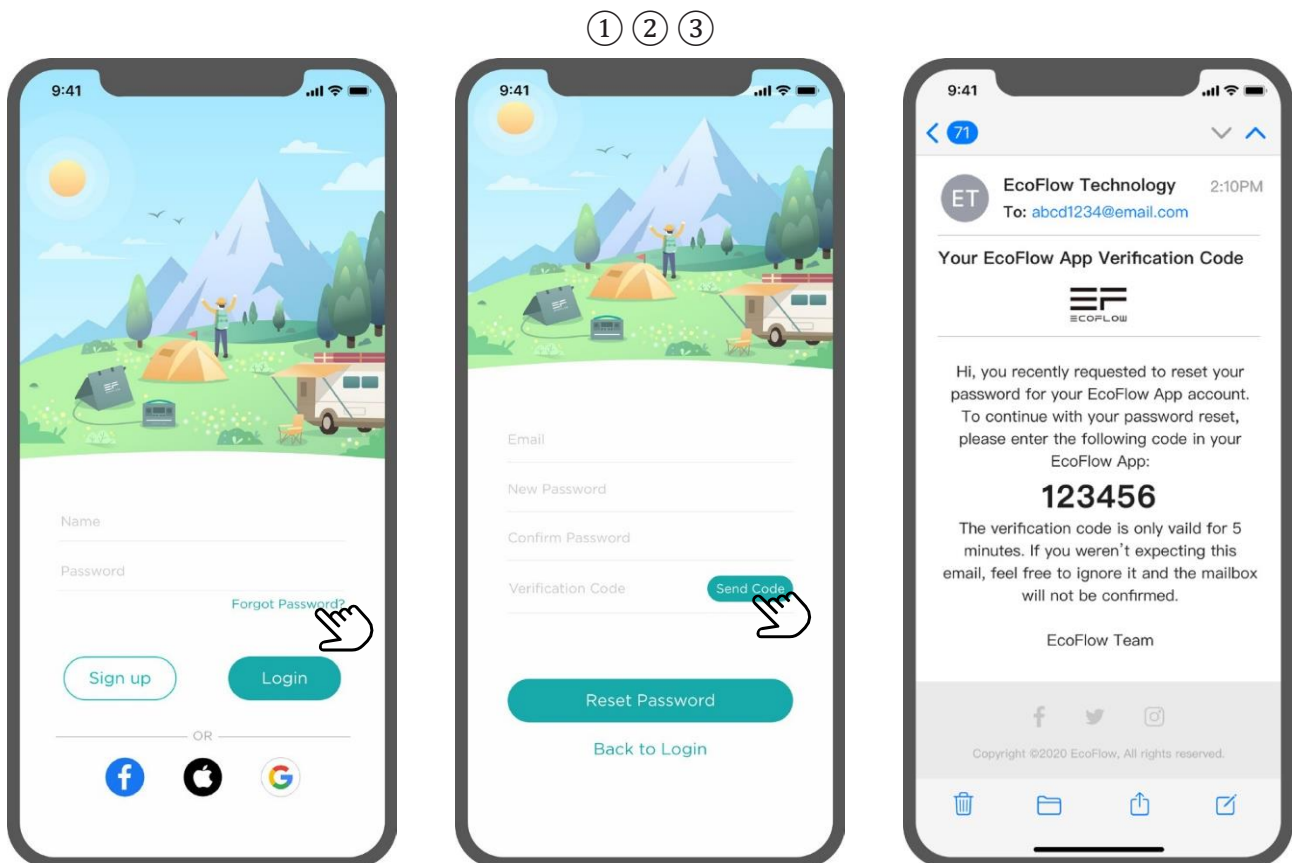 ① ② ③
9:41
Name
Password
Forgot Password?
Sign up
Login
OR
9:41
Email
New Password
Confirm Password
Verification Code
Send Code
Reset Password
Back to Login
9:41
71
ET
EcoFlow Technology
2:10PM
To: abcd1234@email.com
Your EcoFlow App Verification Code
EF
ECOFLOW
Hi, you recently requested to reset your
password for your EcoFlow App account.
To continue with your password reset,
please enter the following code in your
EcoFlow App:
123456
The verification code is only vaild for 5
minutes. If you weren't expecting this
email, feel free to ignore it and the mailbox
will not be confirmed.
EcoFlow Team
Copyright ©2020 EcoFlow, All rights reserved.